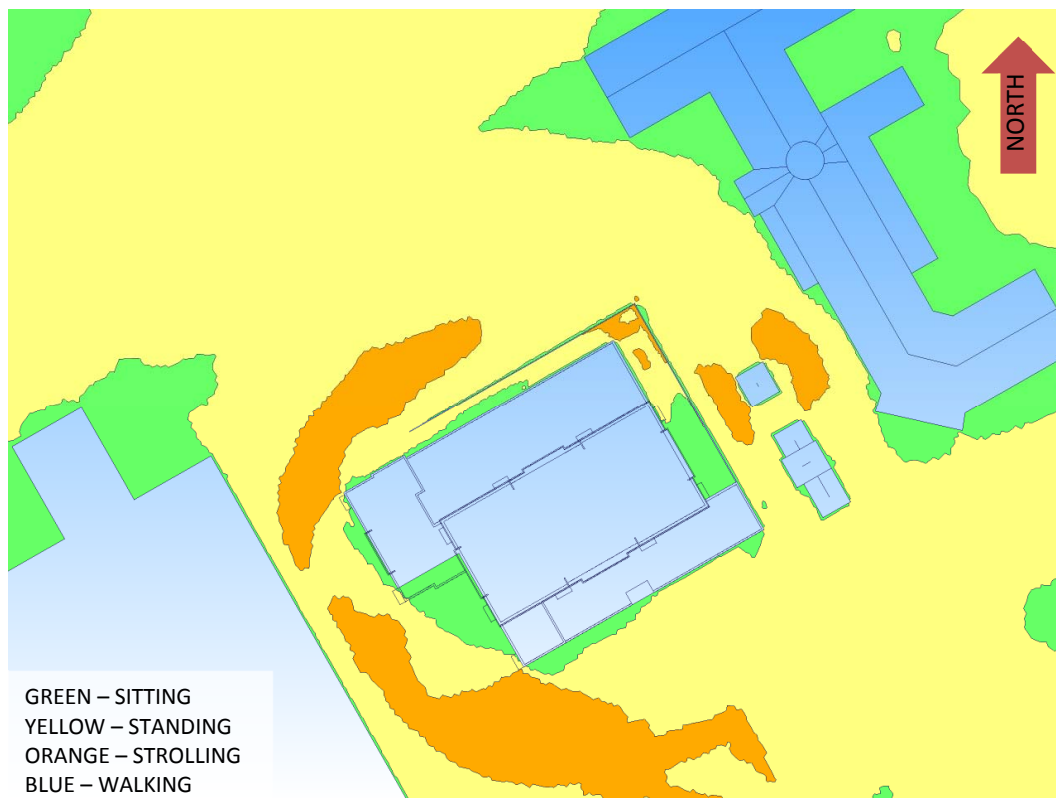 NORTH
GREEN – SITTING
YELLOW – STANDING
ORANGE – STROLLING
BLUE – WALKING